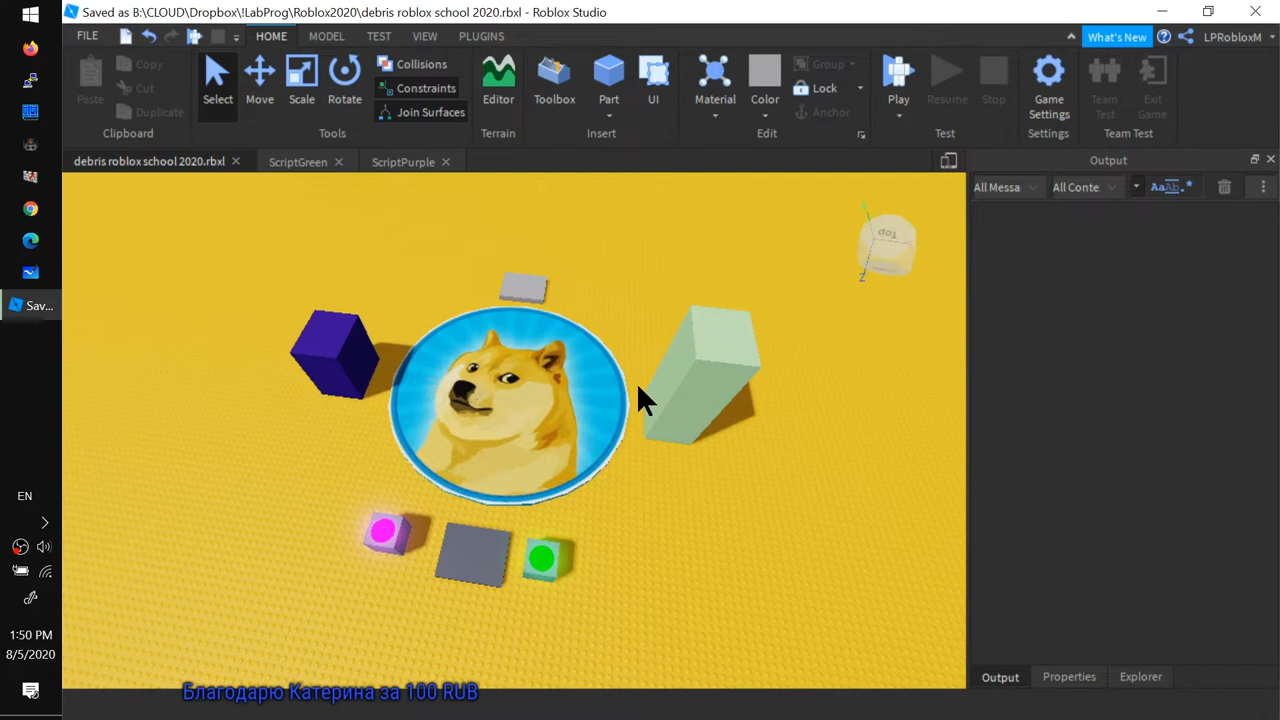 Saved as B:\CLOUD\Dropbox\!LabProg\Roblox2020\debris roblox school 2020.rbxl - Roblox Studio
FILE HOME MODEL TEST VIEW PLUGINS What's New LPRobloxM
Paste Copy Cut Duplicate
Clipboard
Select Move Scale Rotate Collisions Constraints Join Surfaces
Tools
Editor
Terrain
Toolbox Part UI
Insert
Material Color Group Lock Anchor
Edit
Play Resume Stop
Test
Game Settings
Settings
Team Test Exit Game
Team Test
debris roblox school 2020.rbxl ScriptGreen ScriptPurple
Output
All Messa All Conte AaAb.*
Top
Y
Z
Sav...
EN
1:50 PM
8/5/2020
Output Properties Explorer
Благодарю Катерина за 100 RUB